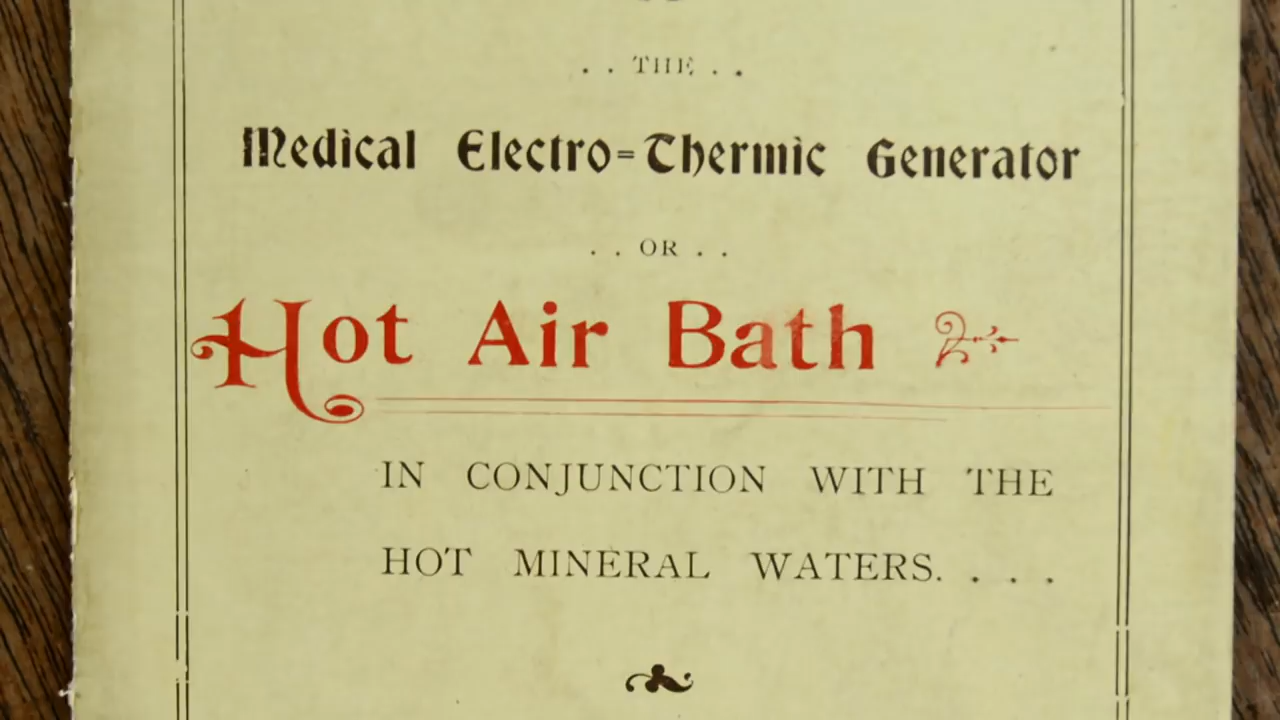 . . THE . .
Medical Electro=Thermic Generator
. . OR . .
Hot Air Bath
IN CONJUNCTION WITH THE
HOT MINERAL WATERS. . . .